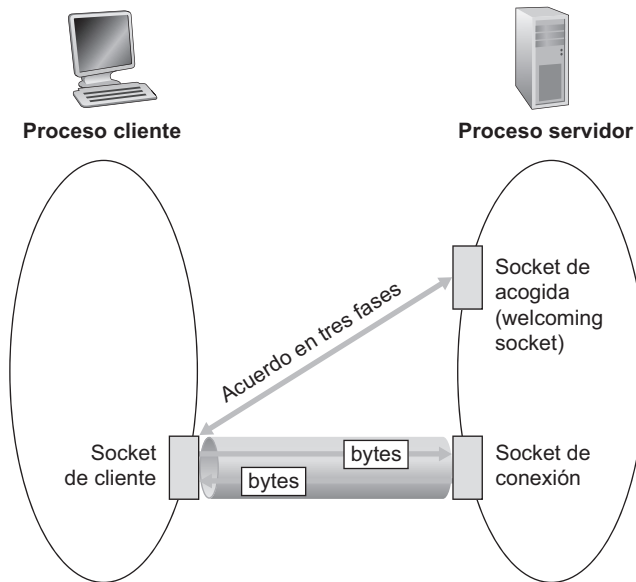 Proceso cliente
Proceso servidor
Socket de
acogida
(welcoming
socket)
Acuerdo en tres fases
Socket
de cliente
bytes
bytes
Socket de
conexión